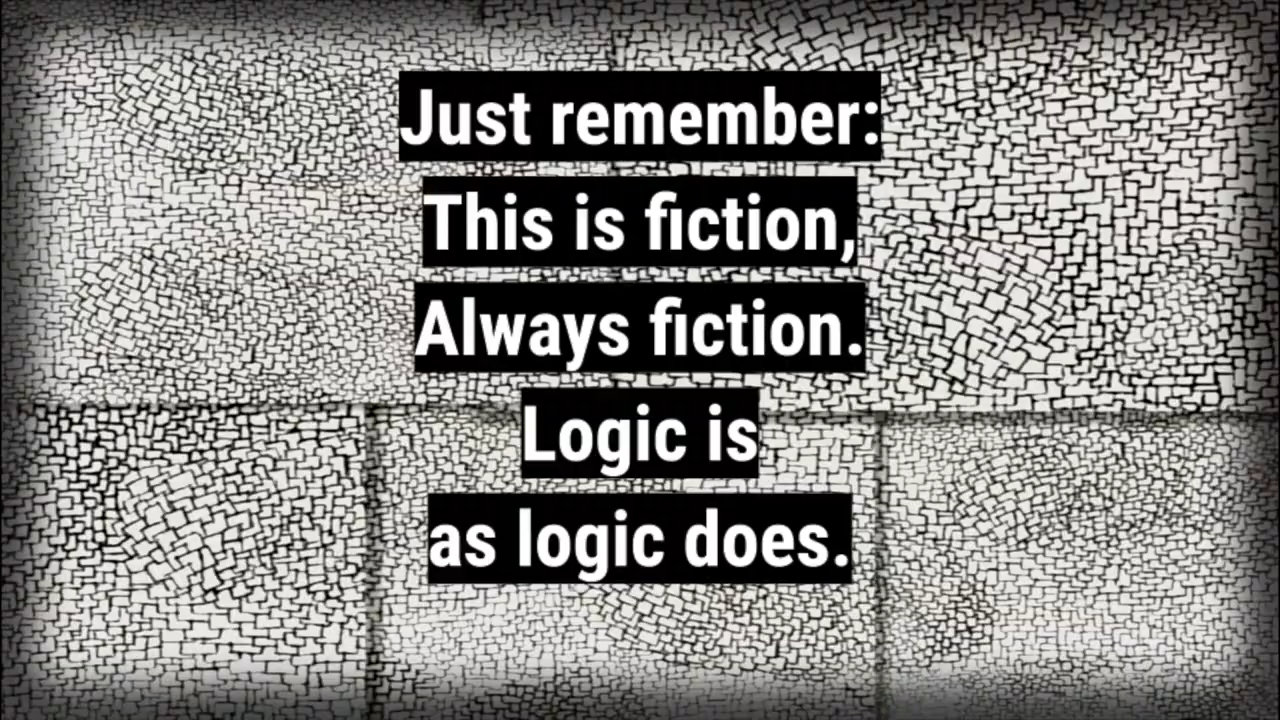 Just remember:
This is fiction,
Always fiction.
Logic is
as logic does.